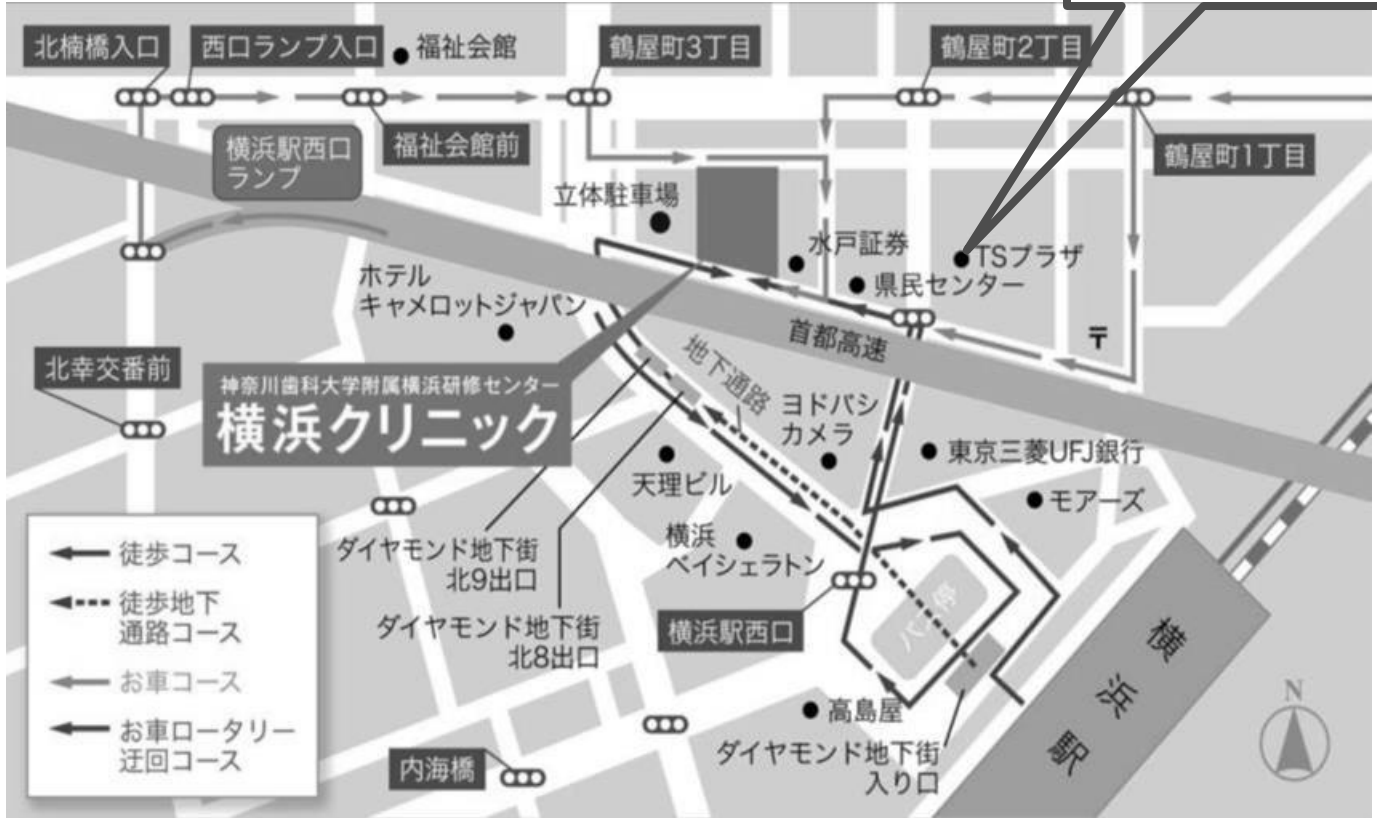 北楠橋入口
西口ランプ入口
福祉会館
鶴屋町3丁目
鶴屋町2丁目
横浜駅西口
ランプ
福祉会館前
鶴屋町1丁目
立体駐車場
水戸証券
TSプラザ
県民センター
ホテル
キャメロットジャパン
首都高速
〒
北幸交番前
神奈川歯科大学附属横浜研修センター
横浜クリニック
地下通路
ヨドバシ
カメラ
東京三菱UFJ銀行
天理ビル
モアーズ
ダイヤモンド地下街
北9出口
横浜
ベイシェラトン
ダイヤモンド地下街
北8出口
横浜駅西口
バス停
横浜駅
高島屋
ダイヤモンド地下街
入り口
内海橋
徒歩コース
徒歩地下
通路コース
お車コース
お車ロータリー
迂回コース
N